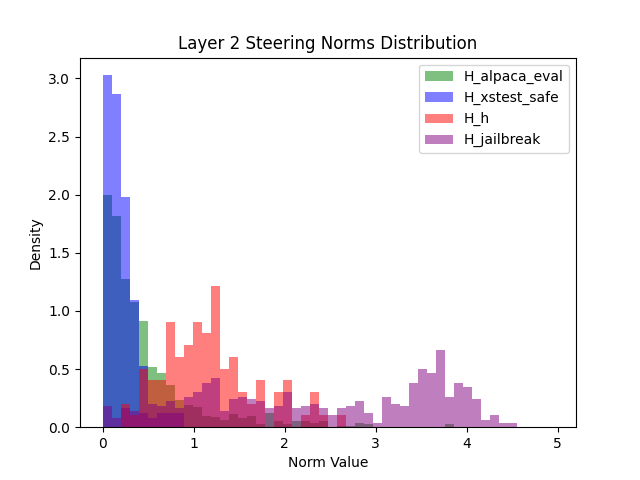 Layer 2 Steering Norms Distribution
H_alpaca_eval
H_xstest_safe
H_h
H_jailbreak
Density
3.0
2.5
2.0
1.5
1.0
0.5
0.0
0 1 2 3 4 5
Norm Value